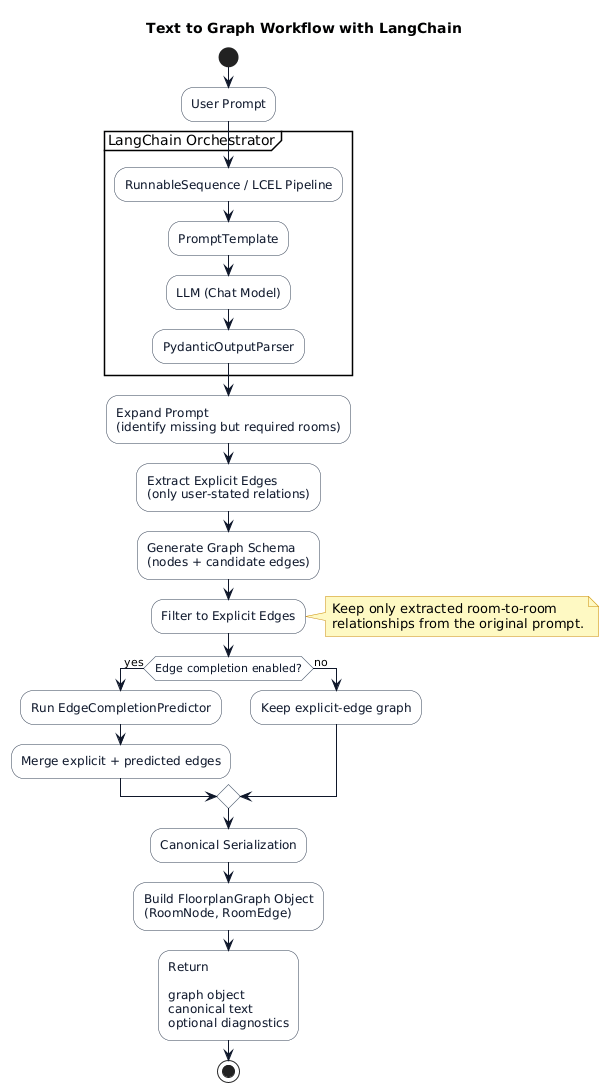 Text to Graph Workflow with LangChain
User Prompt
LangChain Orchestrator
RunnableSequence / LCEL Pipeline
PromptTemplate
LLM (Chat Model)
PydanticOutputParser
Expand Prompt
(identify missing but required rooms)
Extract Explicit Edges
(only user-stated relations)
Generate Graph Schema
(nodes + candidate edges)
Filter to Explicit Edges
Keep only extracted room-to-room
relationships from the original prompt.
Edge completion enabled?
yes
no
Run EdgeCompletionPredictor
Keep explicit-edge graph
Merge explicit + predicted edges
Canonical Serialization
Build FloorplanGraph Object
(RoomNode, RoomEdge)
Return
graph object
canonical text
optional diagnostics